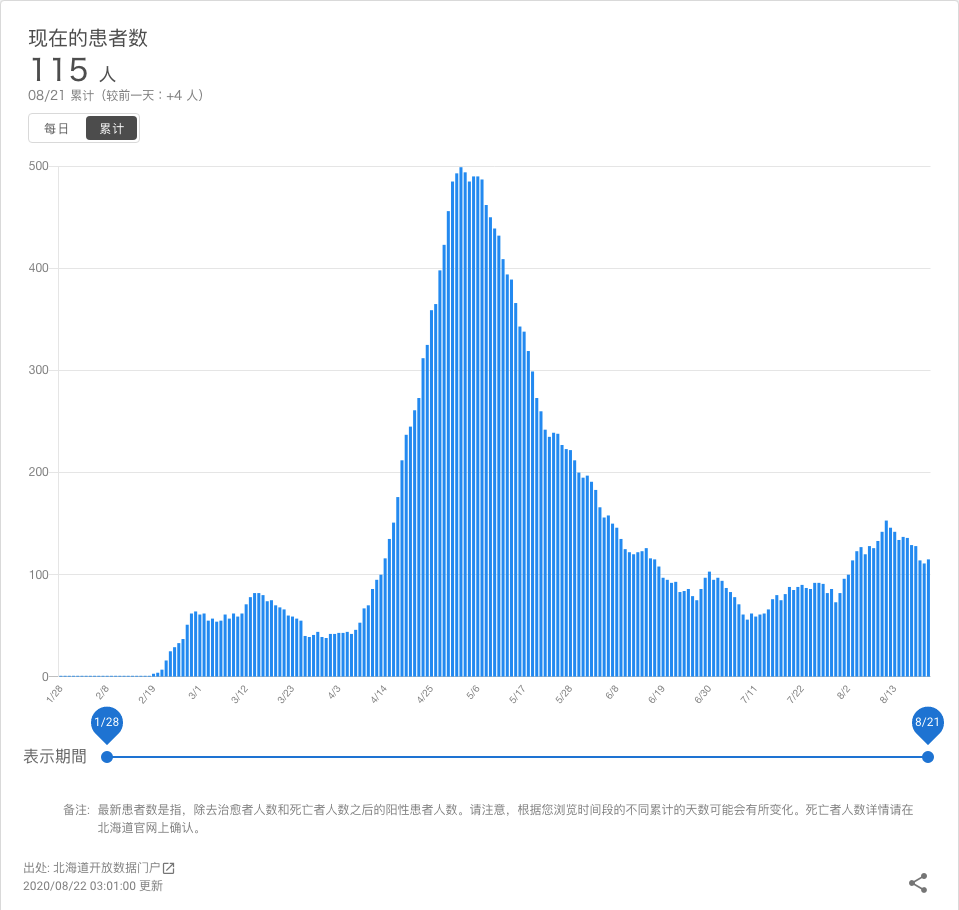 现在的患者数
115 人
08/21 累计（较前一天：+4 人）
每日 累计
500
400
300
200
100
0
1/28 2/8 2/19 3/1 3/12 3/23 4/3 4/14 4/25 5/6 5/17 5/28 6/8 6/19 6/30 7/11 7/22 8/2 8/13
1/28 8/21
表示期間
备注: 最新患者数是指，除去治愈者人数和死亡者人数之后的阳性患者人数。请注意，根据您浏览时间段的不同累计的天数可能会有所变化。死亡者人数详情请在
北海道官网上确认。
出处: 北海道开放数据门户
2020/08/22 03:01:00 更新